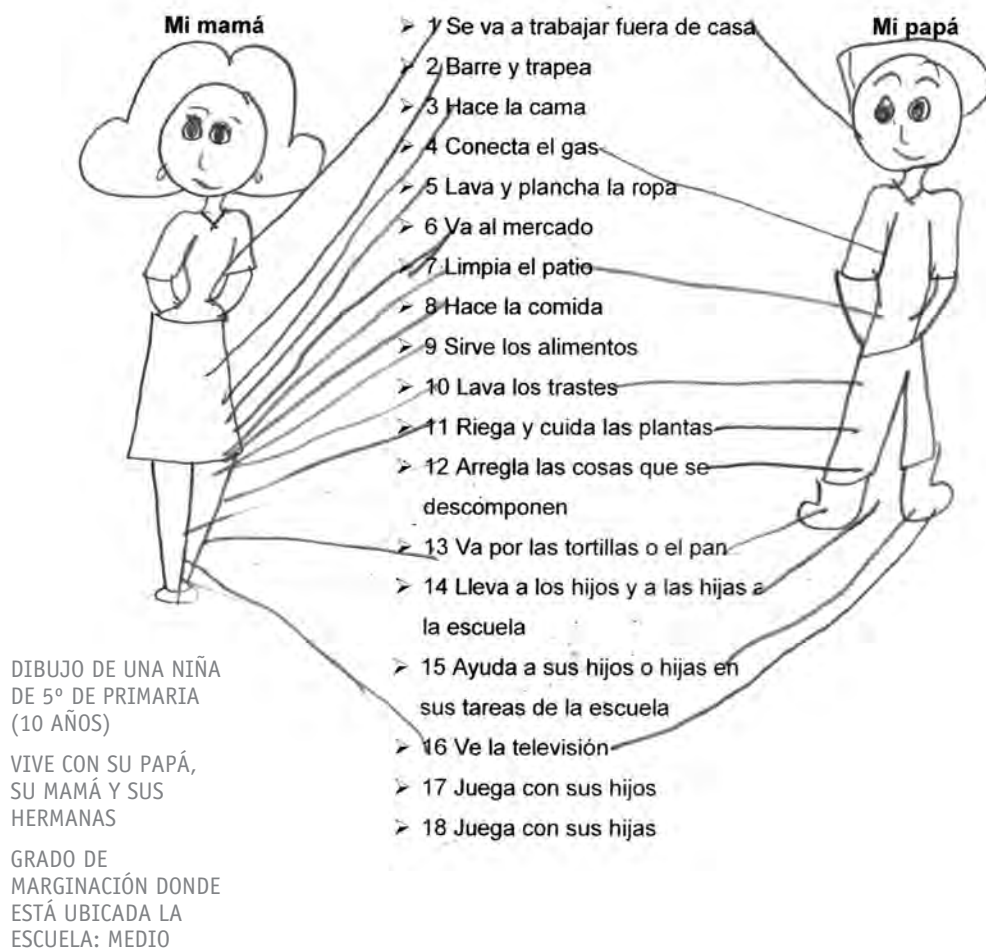 Mi mamá
Mi papá
1 Se va a trabajar fuera de casa
2 Barre y trapea
3 Hace la cama
4 Conecta el gas
5 Lava y plancha la ropa
6 Va al mercado
7 Limpia el patio
8 Hace la comida
9 Sirve los alimentos
10 Lava los trastes
11 Riega y cuida las plantas
12 Arregla las cosas que se
descomponen
13 Va por las tortillas o el pan
14 Lleva a los hijos y a las hijas a
la escuela
15 Ayuda a sus hijos o hijas en
sus tareas de la escuela
16 Ve la televisión
17 Juega con sus hijos
18 Juega con sus hijas
DIBUJO DE UNA NIÑA
DE 5º DE PRIMARIA
(10 AÑOS)
VIVE CON SU PAPÁ,
SU MAMÁ Y SUS
HERMANAS
GRADO DE
MARGINACIÓN DONDE
ESTÁ UBICADA LA
ESCUELA: MEDIO